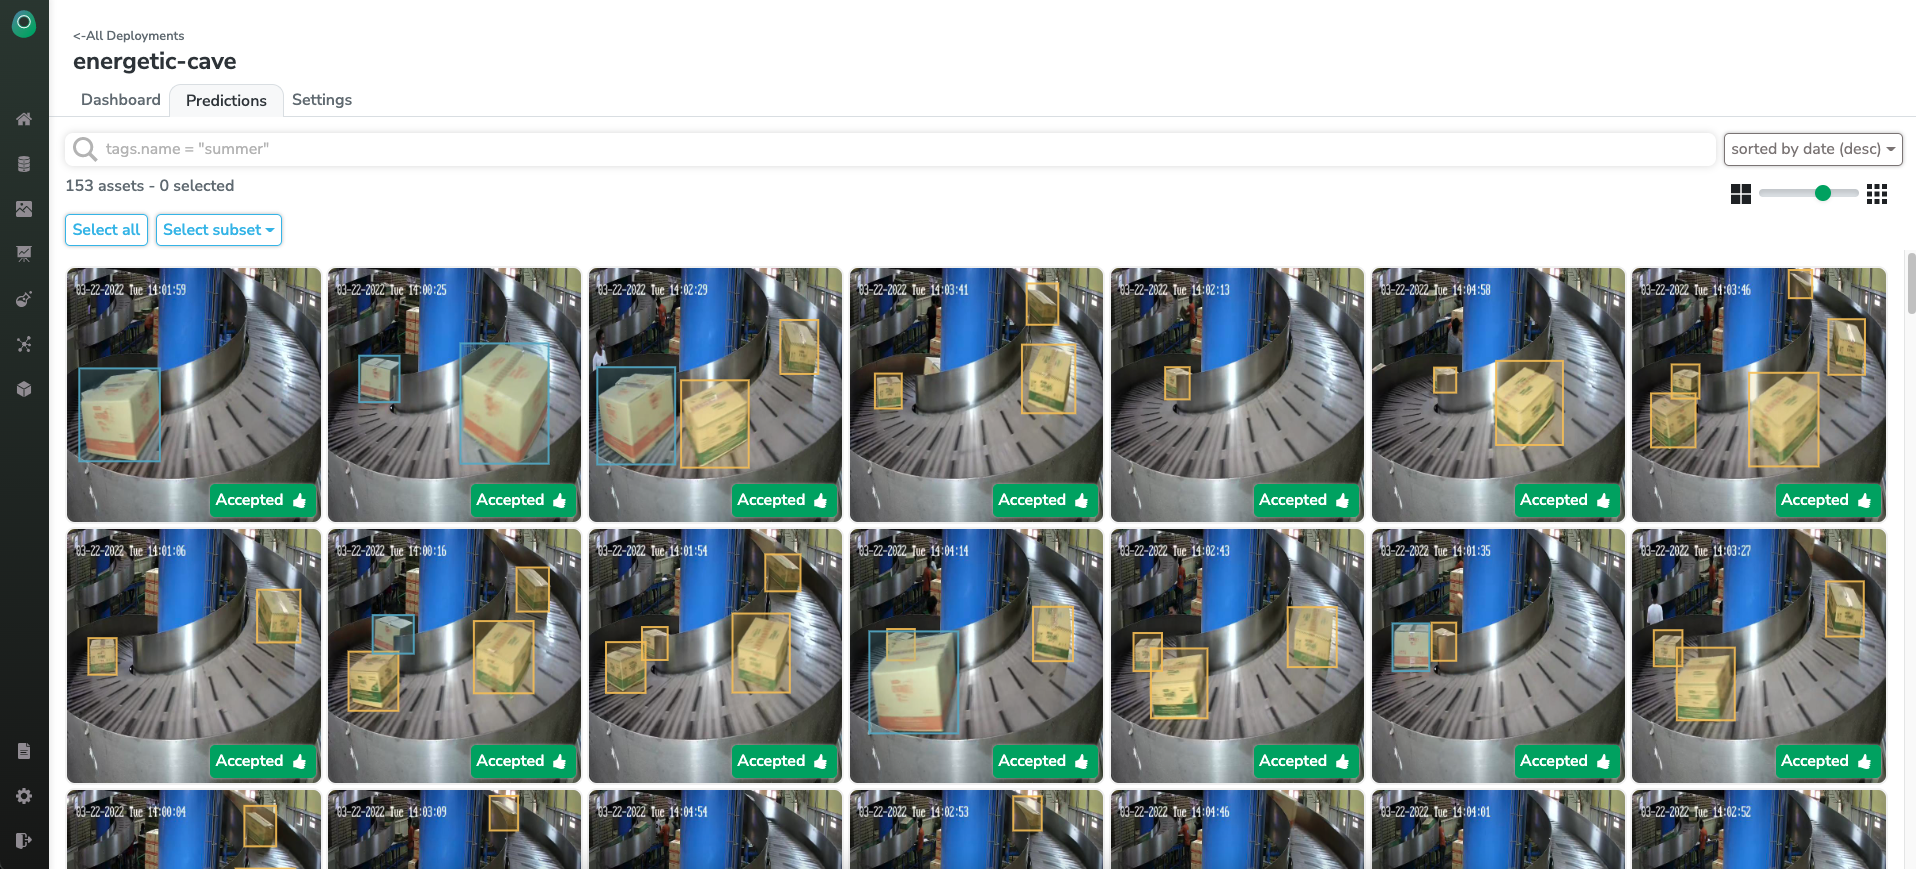 <-All Deployments
energetic-cave
Dashboard Predictions Settings
tags.name = "summer"
sorted by date (desc)
153 assets - 0 selected
Select all Select subset
03-22-2022 Tue 14:01:59
03-22-2022 Tue 14:00:25
03-22-2022 Tue 14:02:29
03-22-2022 Tue 14:03:41
03-22-2022 Tue 14:02:13
03-22-2022 Tue 14:04:58
03-22-2022 Tue 14:03:46
Accepted
Accepted
Accepted
Accepted
Accepted
Accepted
Accepted
03-22-2022 Tue 14:01:06
03-22-2022 Tue 14:00:16
03-22-2022 Tue 14:01:54
03-22-2022 Tue 14:04:14
03-22-2022 Tue 14:02:43
03-22-2022 Tue 14:01:35
03-22-2022 Tue 14:03:27
Accepted
Accepted
Accepted
Accepted
Accepted
Accepted
Accepted
03-22-2022 Tue 14:00:04
03-22-2022 Tue 14:03:09
03-22-2022 Tue 14:04:54
03-22-2022 Tue 14:02:53
03-22-2022 Tue 14:04:46
03-22-2022 Tue 14:04:01
03-22-2022 Tue 14:02:52